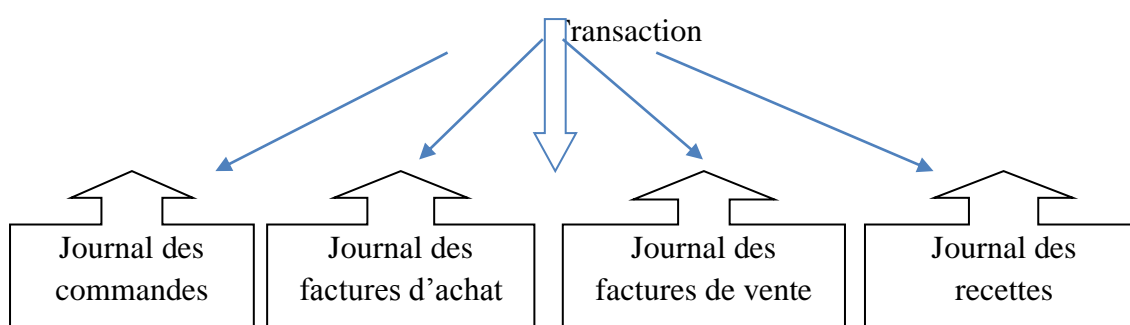 Transaction
Journal des
commandes
Journal des
factures d'achat
Journal des
factures de vente
Journal des
recettes